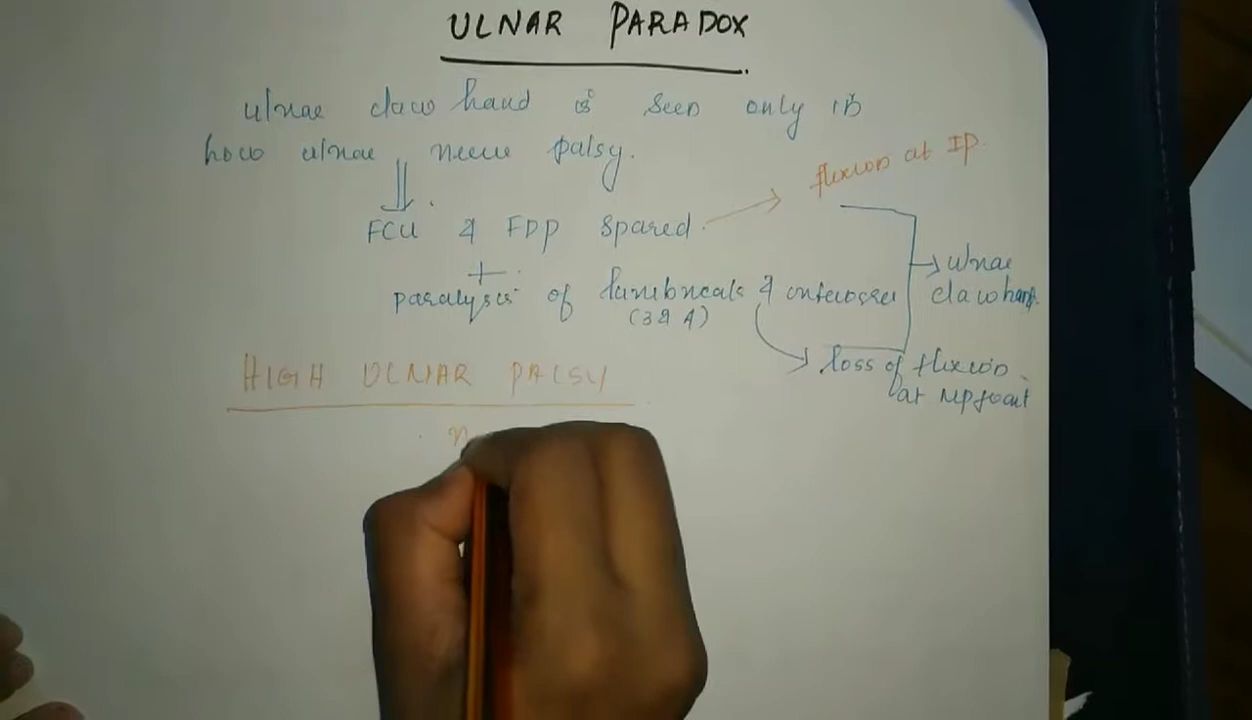 ULNAR PARADOX
ulnar claw hand is seen only in
low ulnar nerve palsy.
flexion at IP
FCU & FDP spared
+
paralysis of lumbricals & interossei
(3 & 4)
ulnar
claw hand
loss of flexion
at MP joint
HIGH ULNAR PALSY